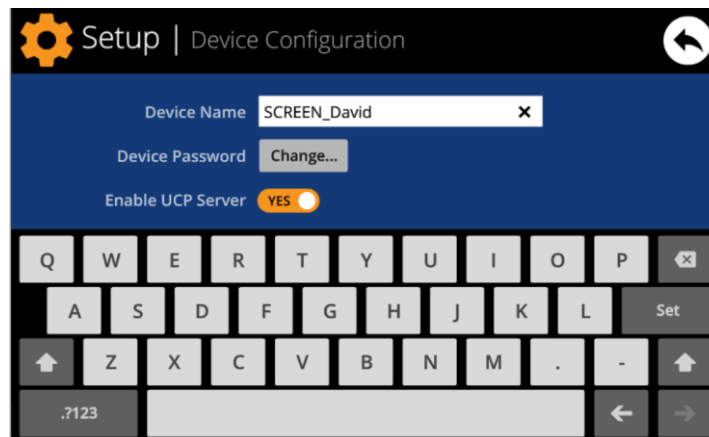 Setup | Device Configuration
Device Name SCREEN_David
Device Password Change...
Enable UCP Server YES
Q W E R T Y U I O P
A S D F G H J K L Set
Z X C V B N M . -
.?123